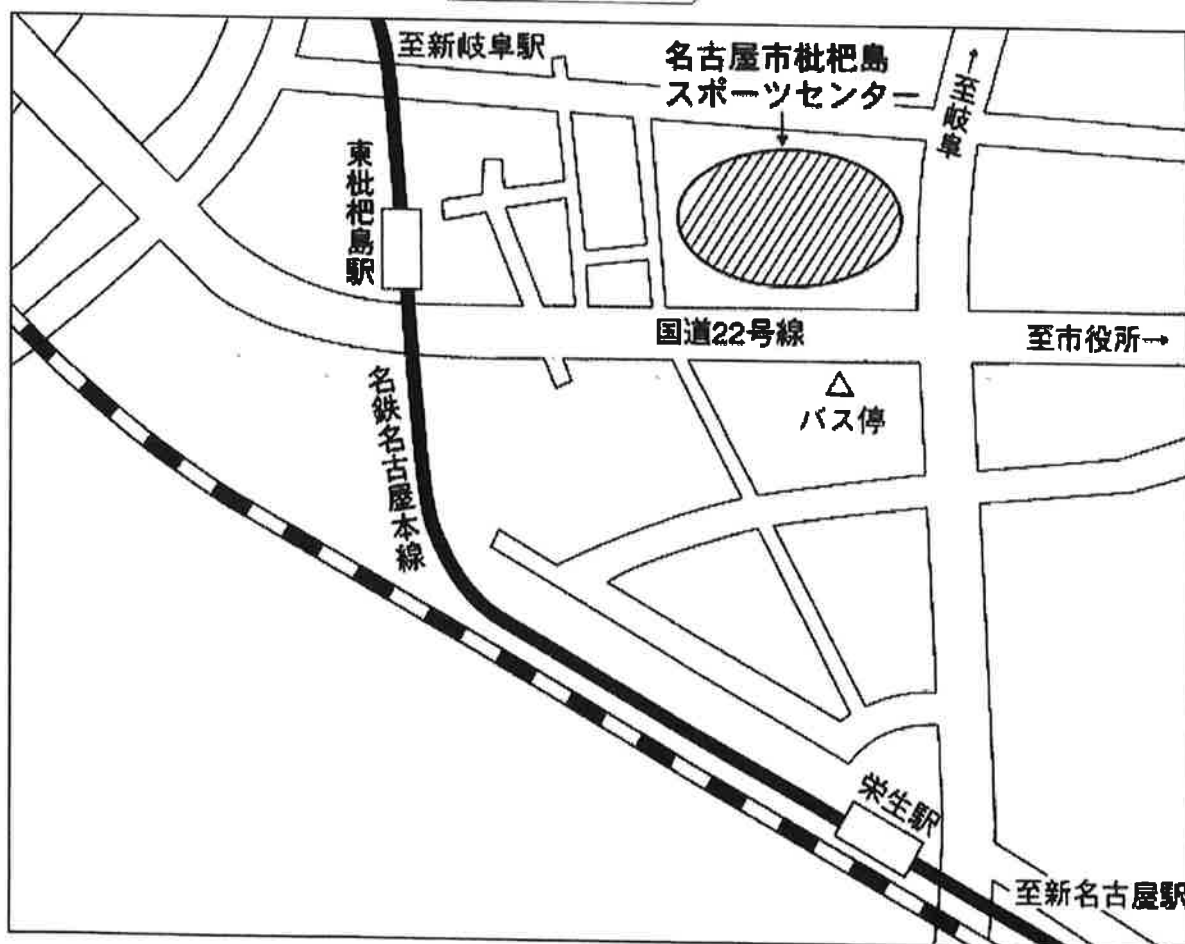 至新岐阜駅
名古屋市枇杷島
スポーツセンター
↑至岐阜
東枇杷島駅
国道22号線
至市役所→
バス停
名鉄名古屋本線
栄生駅
至新名古屋駅